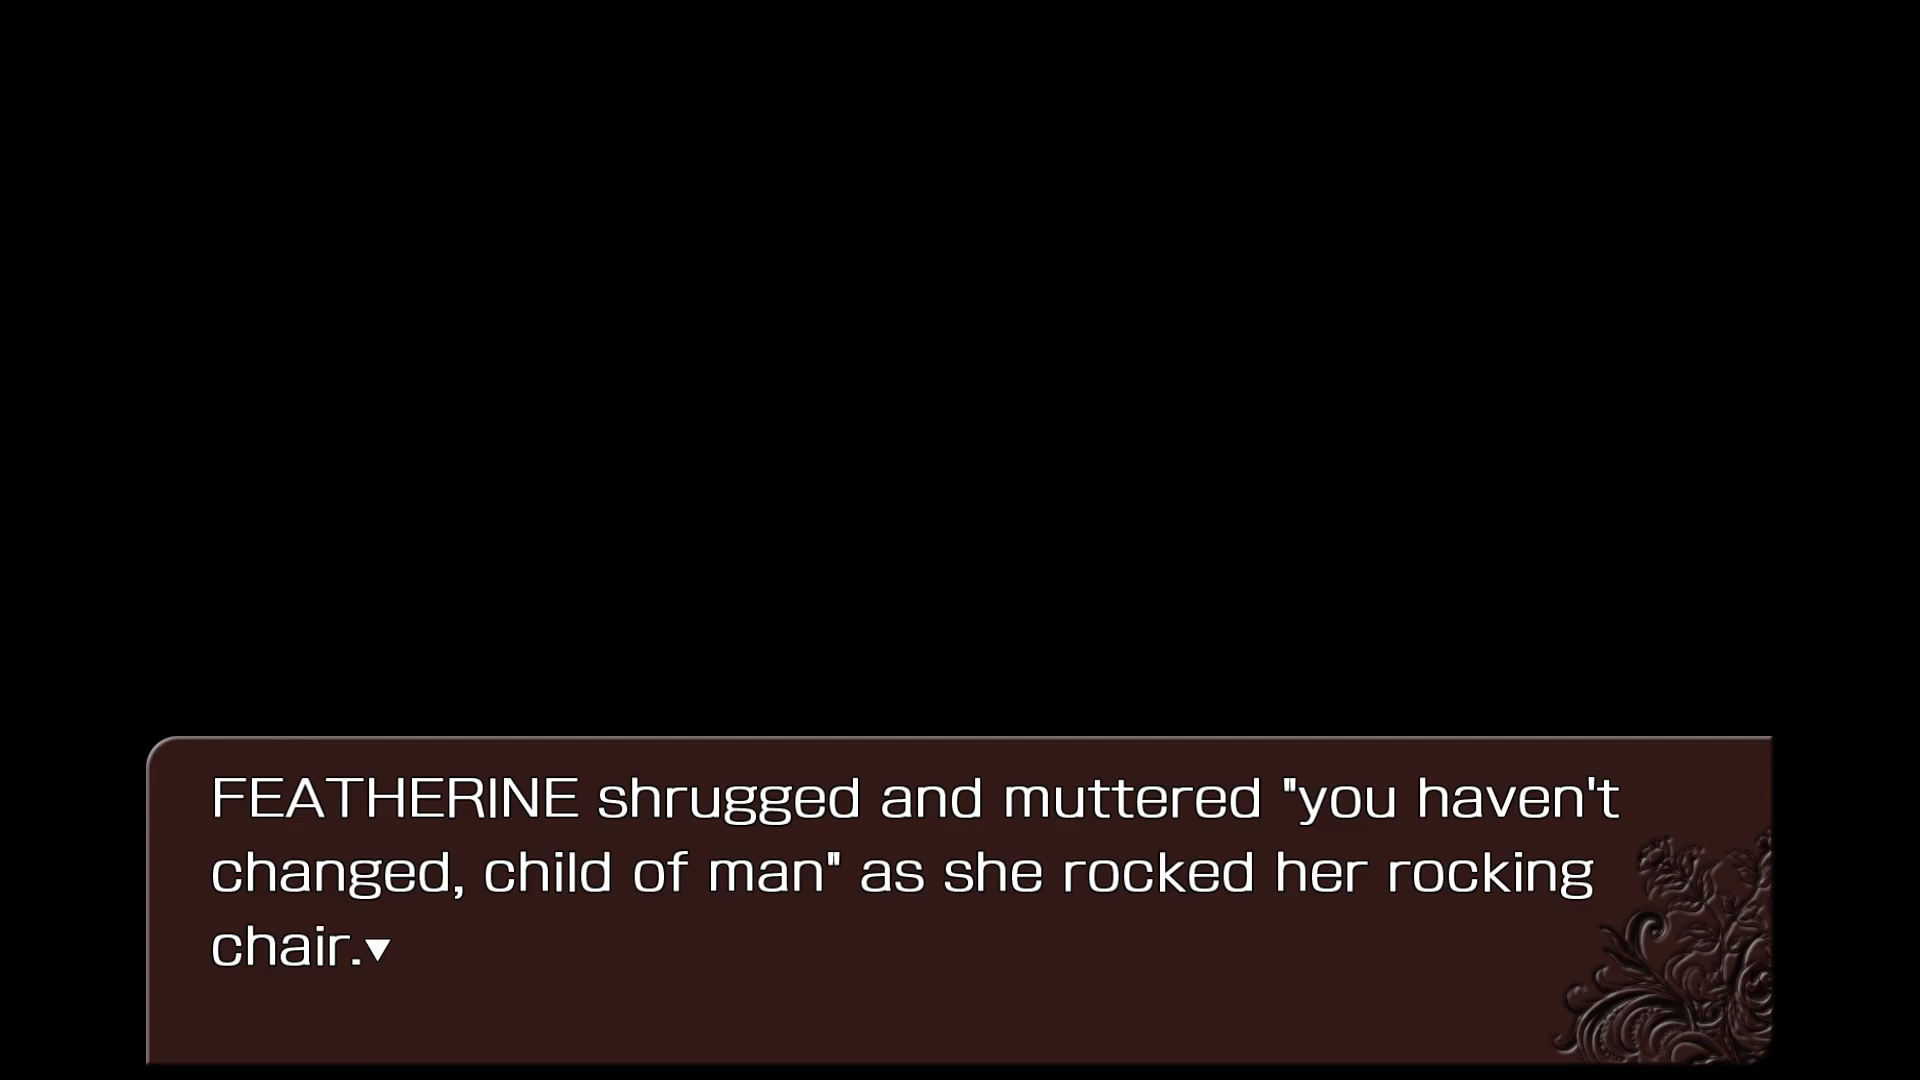 FEATHERINE shrugged and muttered "you haven't
changed, child of man" as she rocked her rocking
chair.▼